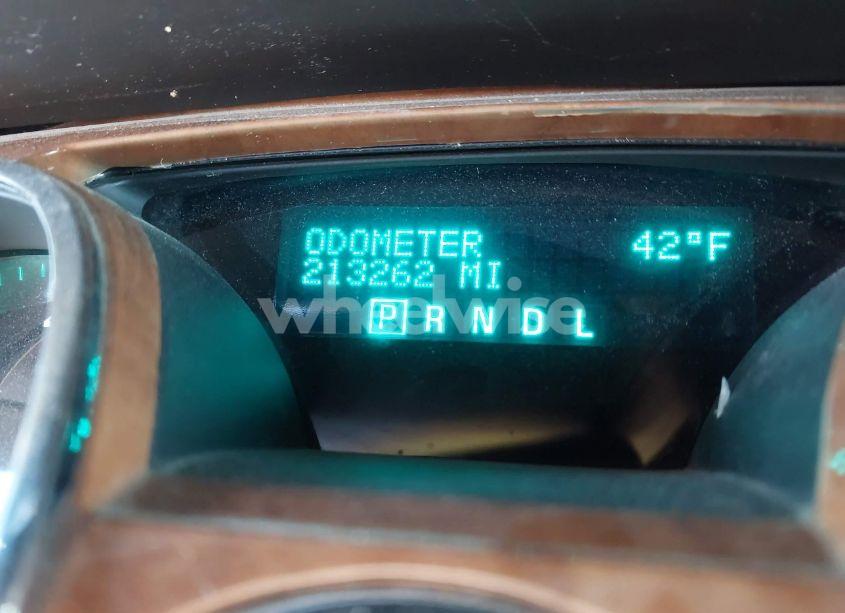 ODOMETER 42°F
213262 MI
P R N D L
wheelwise